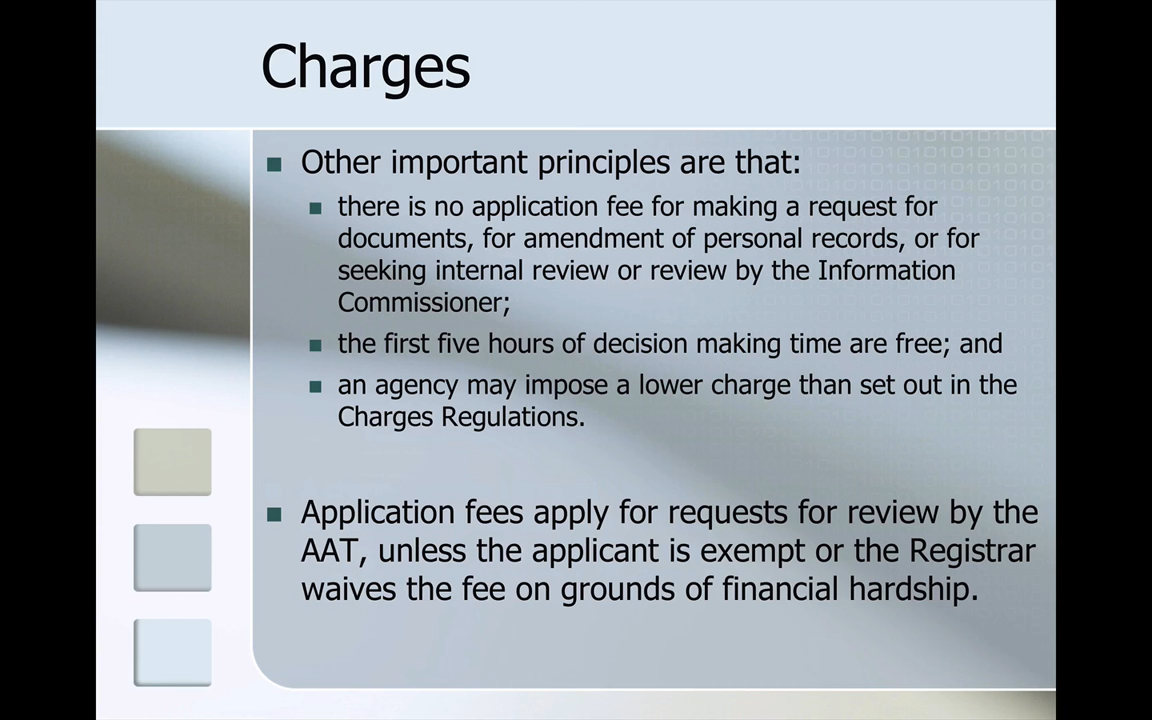 Charges
Other important principles are that:
there is no application fee for making a request for
documents, for amendment of personal records, or for
seeking internal review or review by the Information
Commissioner;
the first five hours of decision making time are free; and
an agency may impose a lower charge than set out in the
Charges Regulations.
Application fees apply for requests for review by the
AAT, unless the applicant is exempt or the Registrar
waives the fee on grounds of financial hardship.